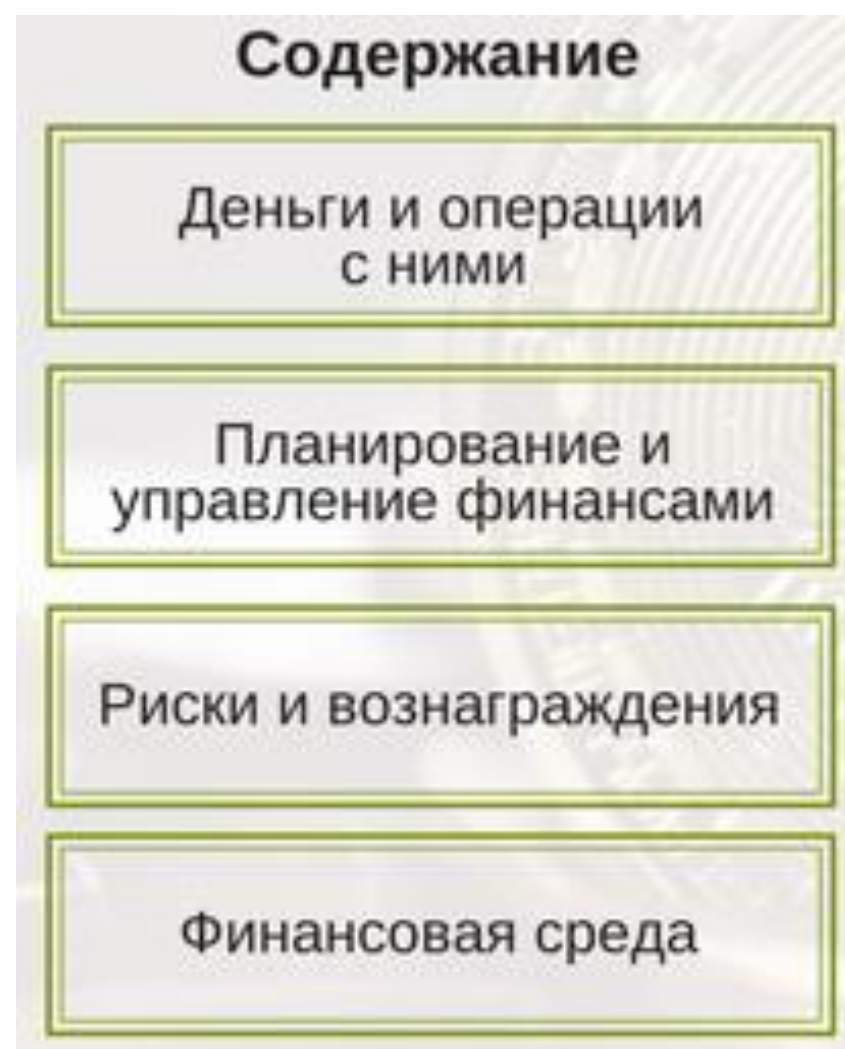 Содержание
Деньги и операции
с ними
Планирование и
управление финансами
Риски и вознаграждения
Финансовая среда